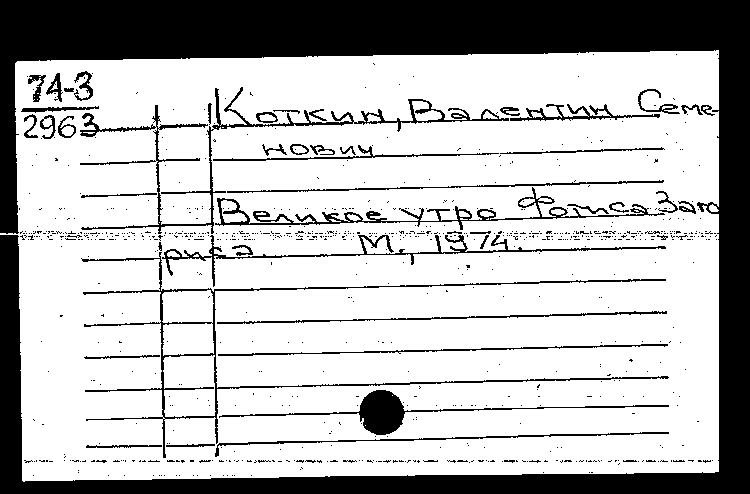 74-3
2963
Коткин, Валентин Семе-
нович
Великое утро Фотиса Заго
риса. М., 1974.